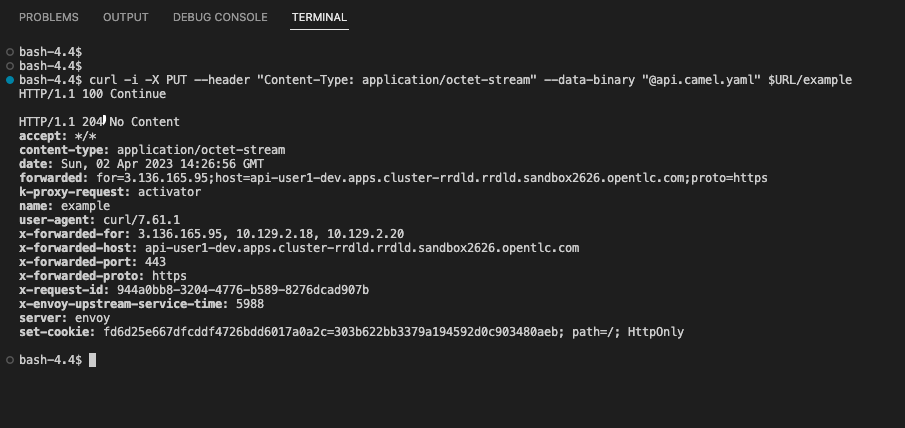 PROBLEMS OUTPUT DEBUG CONSOLE TERMINAL
bash-4.4$
bash-4.4$
bash-4.4$ curl -i -X PUT --header "Content-Type: application/octet-stream" --data-binary "@api.camel.yaml" $URL/example
HTTP/1.1 100 Continue
HTTP/1.1 204 No Content
accept: */*
content-type: application/octet-stream
date: Sun, 02 Apr 2023 14:26:56 GMT
forwarded: for=3.136.165.95;host=api-user1-dev.apps.cluster-rrdld.rrdld.sandbox2626.opentlc.com;proto=https
k-proxy-request: activator
name: example
user-agent: curl/7.61.1
x-forwarded-for: 3.136.165.95, 10.129.2.18, 10.129.2.20
x-forwarded-host: api-user1-dev.apps.cluster-rrdld.rrdld.sandbox2626.opentlc.com
x-forwarded-port: 443
x-forwarded-proto: https
x-request-id: 944a0bb8-3204-4776-b589-8276dcad907b
x-envoy-upstream-service-time: 5988
server: envoy
set-cookie: fd6d25e667dfcddf4726bdd6017a0a2c=303b622bb3379a194592d0c903480aeb; path=/; HttpOnly
bash-4.4$